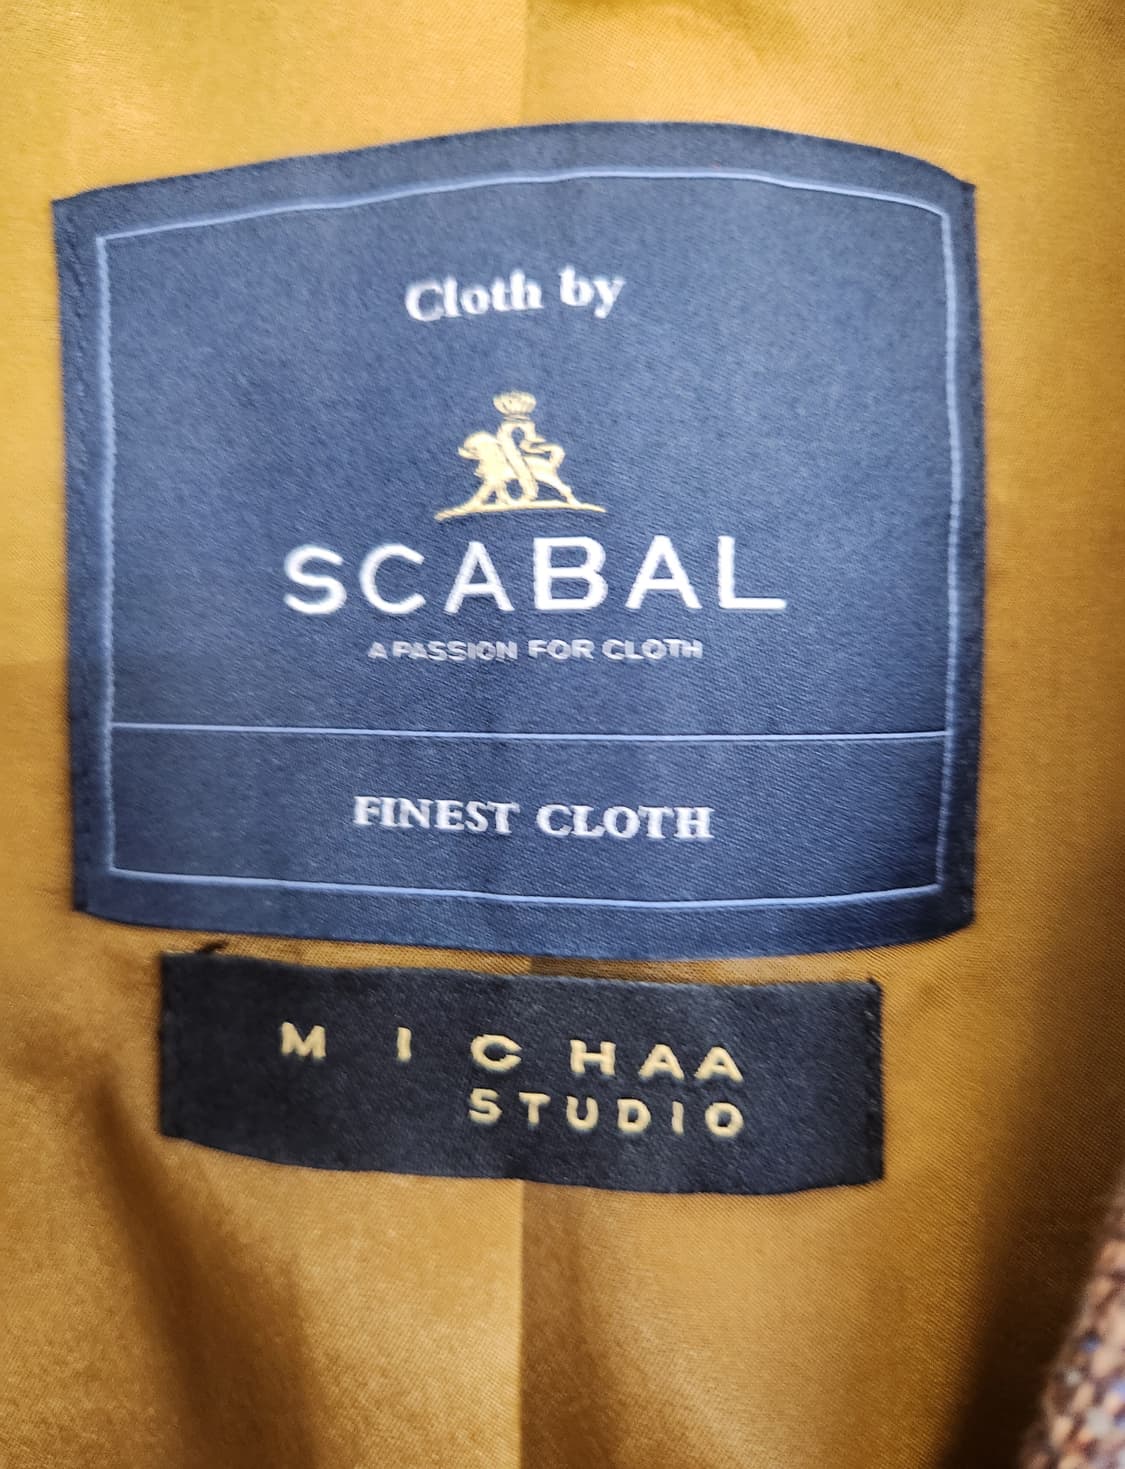 Cloth by
SCABAL
A PASSION FOR CLOTH
FINEST CLOTH
MICHAA
STUDIO